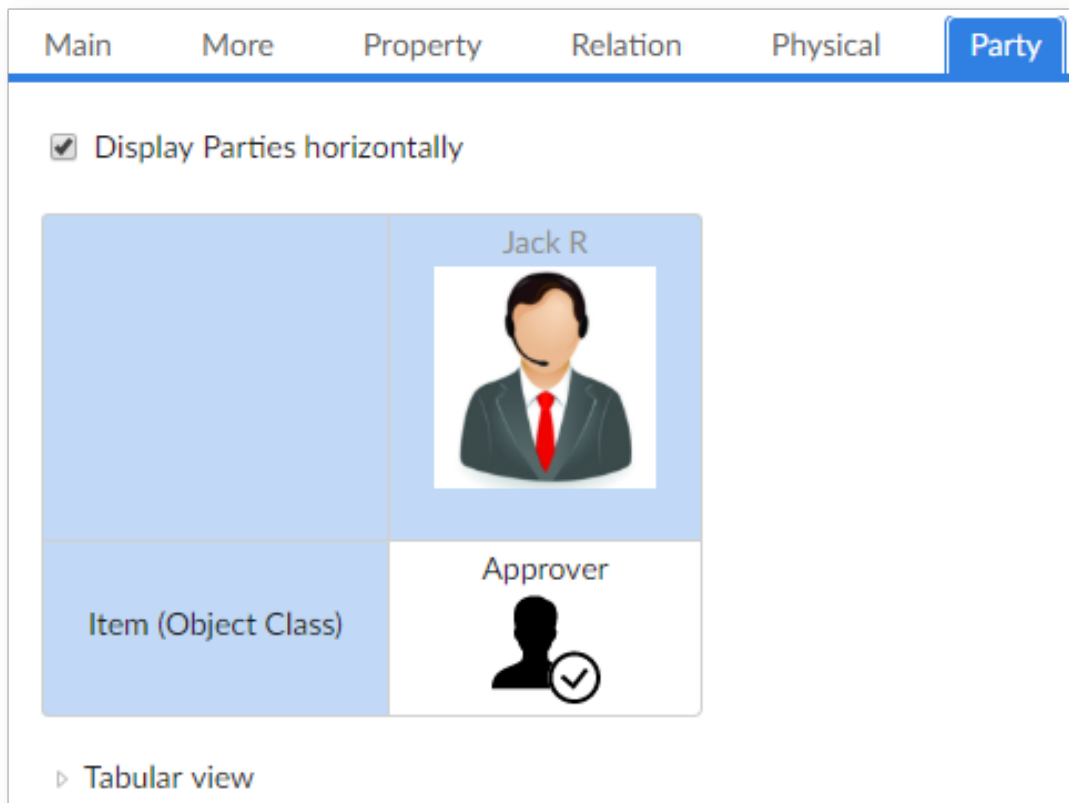 Main More Property Relation Physical Party
Display Parties horizontally
Jack R
Approver
Item (Object Class)
Tabular view